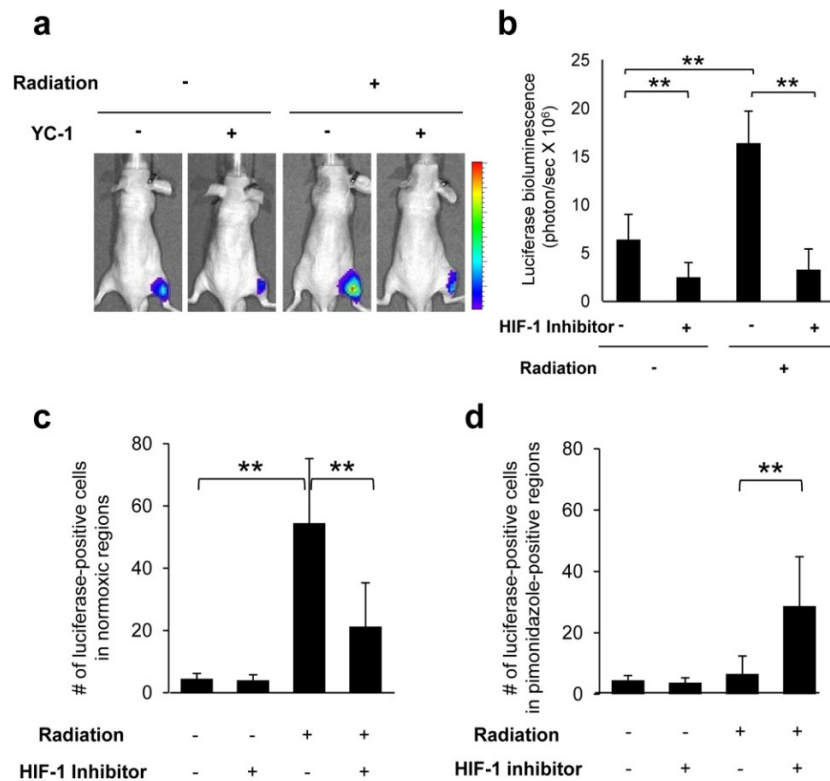 a
Radiation - +
YC-1 - + - +
b
Luciferase bioluminescence
(photon/sec X 10⁶)
25
20
15
10
5
0
** ** **
HIF-1 Inhibitor - + - +
Radiation - +
c
# of luciferase-positive cells
in normoxic regions
80
60
40
20
0
** **
Radiation - - + +
HIF-1 Inhibitor - + - +
d
# of luciferase-positive cells
in pimonidazole-positive regions
80
60
40
20
0
**
Radiation - - + +
HIF-1 inhibitor - + - +